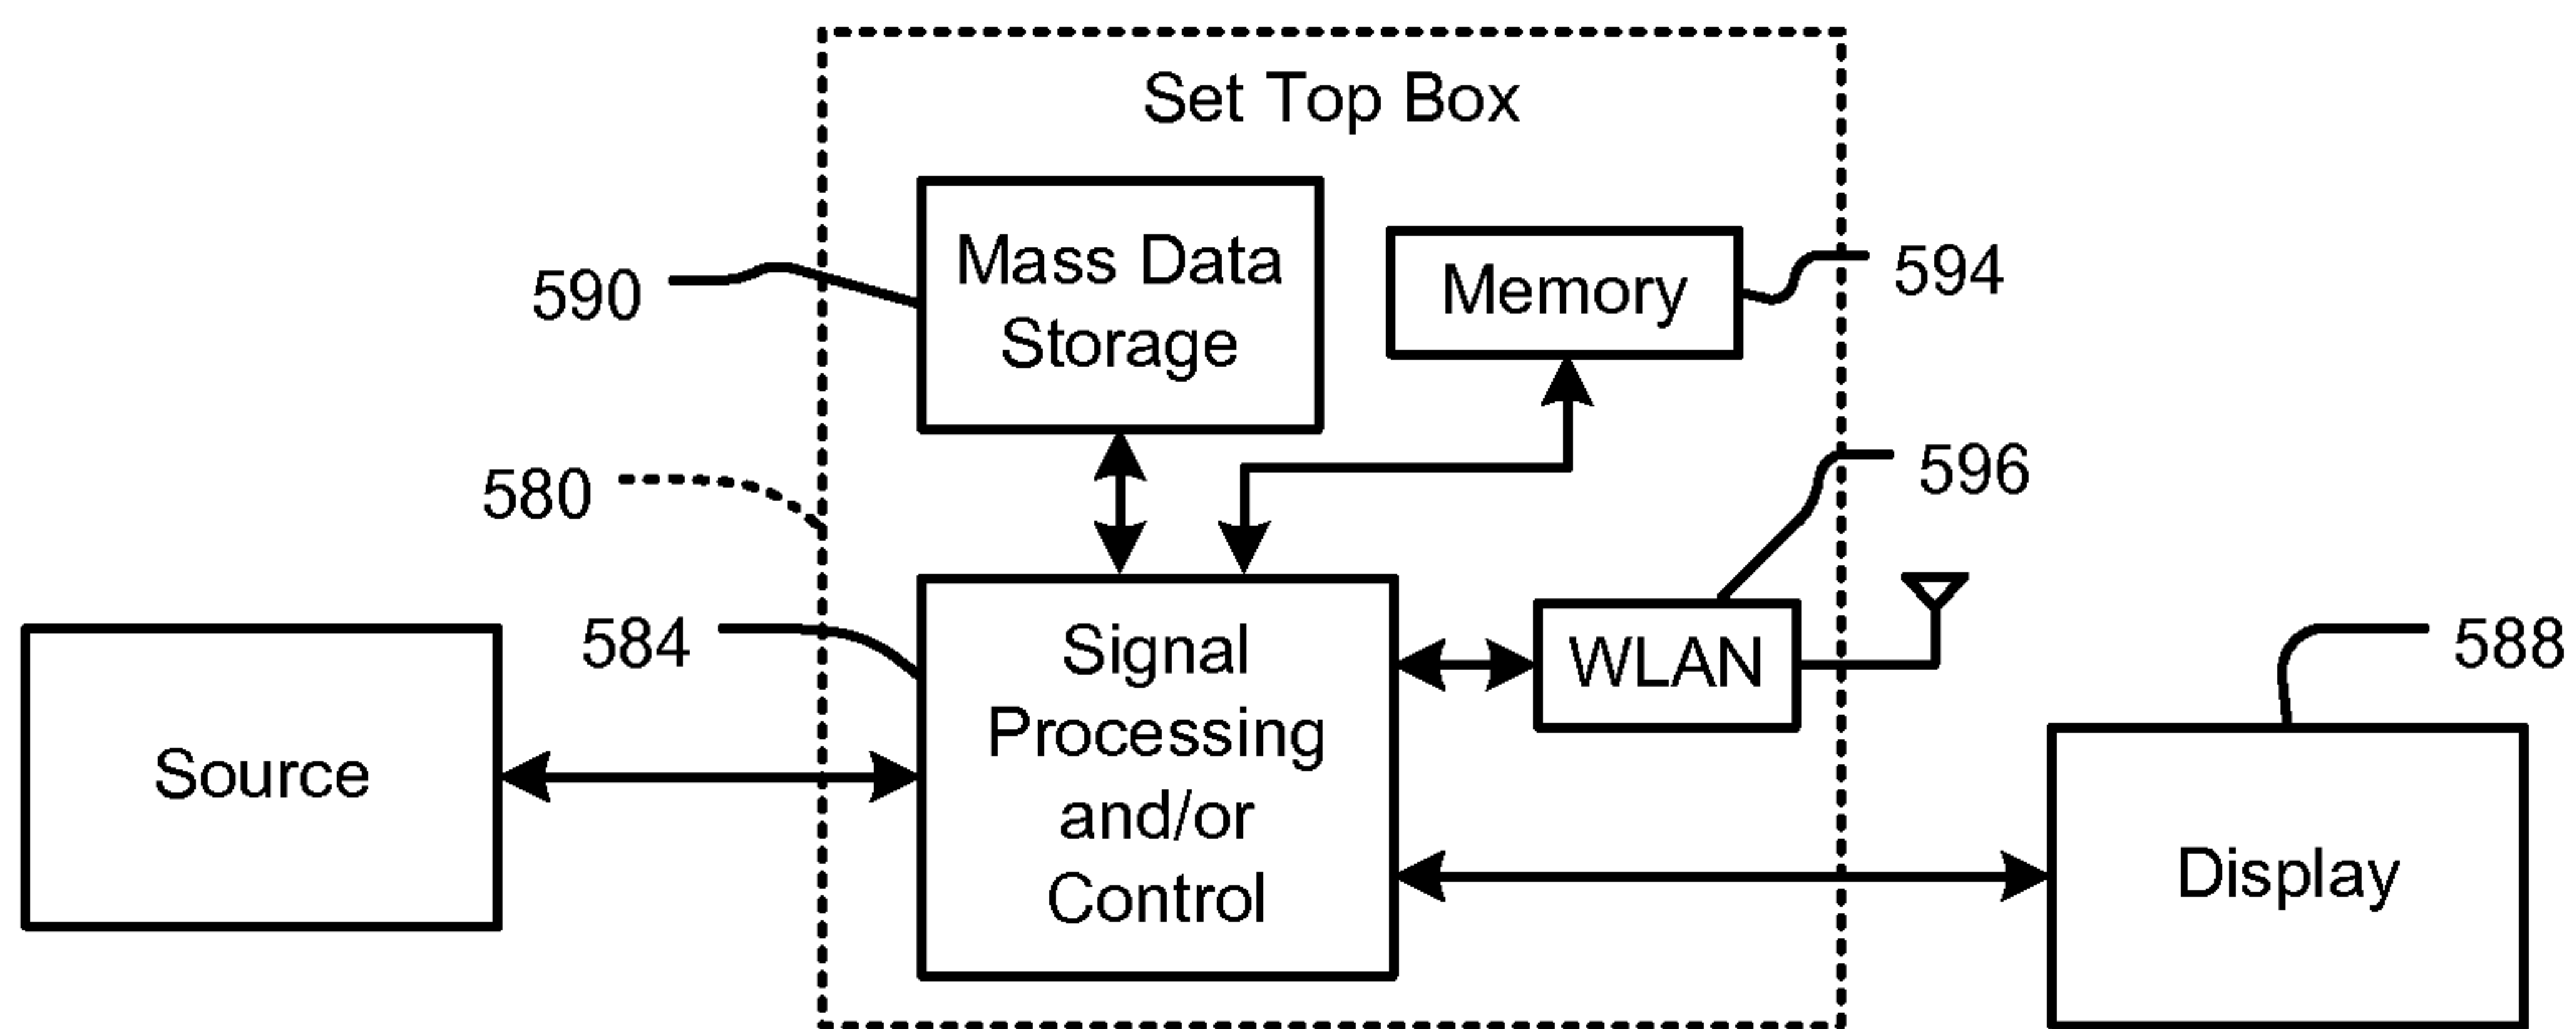 Set Top Box
Mass Data
Storage
590
Memory
594
580
596
584
Signal
Processing
and/or
Control
WLAN
588
Source
Display